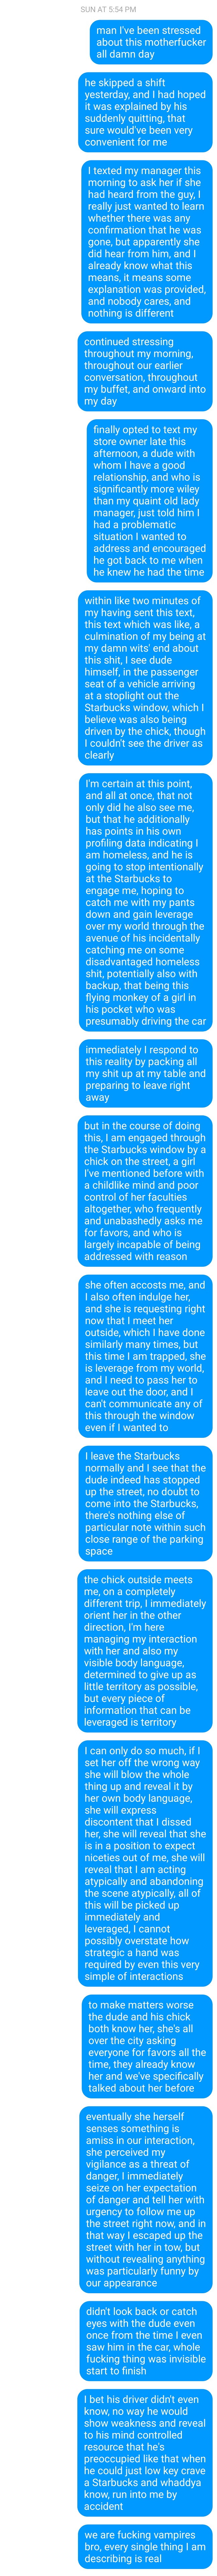 SUN AT 5:54 PM
man I've been stressed
about this motherfucker
all damn day
he skipped a shift
yesterday, and I had hoped
it was explained by his
suddenly quitting, that
sure would've been very
convenient for me
I texted my manager this
morning to ask her if she
had heard from the guy, I
really just wanted to learn
whether there was any
confirmation that he was
gone, but apparently she
did hear from him, and I
already know what this
means, it means some
explanation was provided,
and nobody cares, and
nothing is different
continued stressing
throughout my morning,
throughout our earlier
conversation, throughout
my buffet, and onward into
my day
finally opted to text my
store owner late this
afternoon, a dude with
whom I have a good
relationship, and who is
significantly more wiley
than my quaint old lady
manager, just told him I
had a problematic
situation I wanted to
address and encouraged
he got back to me when
he knew he had the time
within like two minutes of
my having sent this text,
this text which was like, a
culmination of my being at
my damn wits' end about
this shit, I see dude
himself, in the passenger
seat of a vehicle arriving
at a stoplight out the
Starbucks window, which I
believe was also being
driven by the chick, though
I couldn't see the driver as
clearly
I'm certain at this point,
and all at once, that not
only did he also see me,
but that he additionally
has points in his own
profiling data indicating I
am homeless, and he is
going to stop intentionally
at the Starbucks to
engage me, hoping to
catch me with my pants
down and gain leverage
over my world through the
avenue of his incidentally
catching me on some
disadvantaged homeless
shit, potentially also with
backup, that being this
flying monkey of a girl in
his pocket who was
presumably driving the car
immediately I respond to
this reality by packing all
my shit up at my table and
preparing to leave right
away
but in the course of doing
this, I am engaged through
the Starbucks window by a
chick on the street, a girl
I've mentioned before with
a childlike mind and poor
control of her faculties
altogether, who frequently
and unabashedly asks me
for favors, and who is
largely incapable of being
addressed with reason
she often accosts me, and
I also often indulge her,
and she is requesting right
now that I meet her
outside, which I have done
similarly many times, but
this time I am trapped, she
is leverage from my world,
and I need to pass her to
leave out the door, and I
can't communicate any of
this through the window
even if I wanted to
I leave the Starbucks
normally and I see that the
dude indeed has stopped
up the street, no doubt to
come into the Starbucks,
there's nothing else of
particular note within such
close range of the parking
space
the chick outside meets
me, on a completely
different trip, I immediately
orient her in the other
direction, I'm here
managing my interaction
with her and also my
visible body language,
determined to give up as
little territory as possible,
but every piece of
information that can be
leveraged is territory
I can only do so much, if I
set her off the wrong way
she will blow the whole
thing up and reveal it by
her own body language,
she will express
discontent that I dissed
her, she will reveal that she
is in a position to expect
niceties out of me, she will
reveal that I am acting
atypically and abandoning
the scene atypically, all of
this will be picked up
immediately and
leveraged, I cannot
possibly overstate how
strategic a hand was
required by even this very
simple of interactions
to make matters worse
the dude and his chick
both know her, she's all
over the city asking
everyone for favors all the
time, they already know
her and we've specifically
talked about her before
eventually she herself
senses something is
amiss in our interaction,
she perceived my
vigilance as a threat of
danger, I immediately
seize on her expectation
of danger and tell her with
urgency to follow me up
the street right now, and in
that way I escaped up the
street with her in tow, but
without revealing anything
was particularly funny by
our appearance
didn't look back or catch
eyes with the dude even
once from the time I even
saw him in the car, whole
fucking thing was invisible
start to finish
I bet his driver didn't even
know, no way he would
show weakness and reveal
to his mind controlled
resource that he's
preoccupied like that when
he could just low key crave
a Starbucks and whaddya
know, run into me by
accident
we are fucking vampires
bro, every single thing I am
describing is real